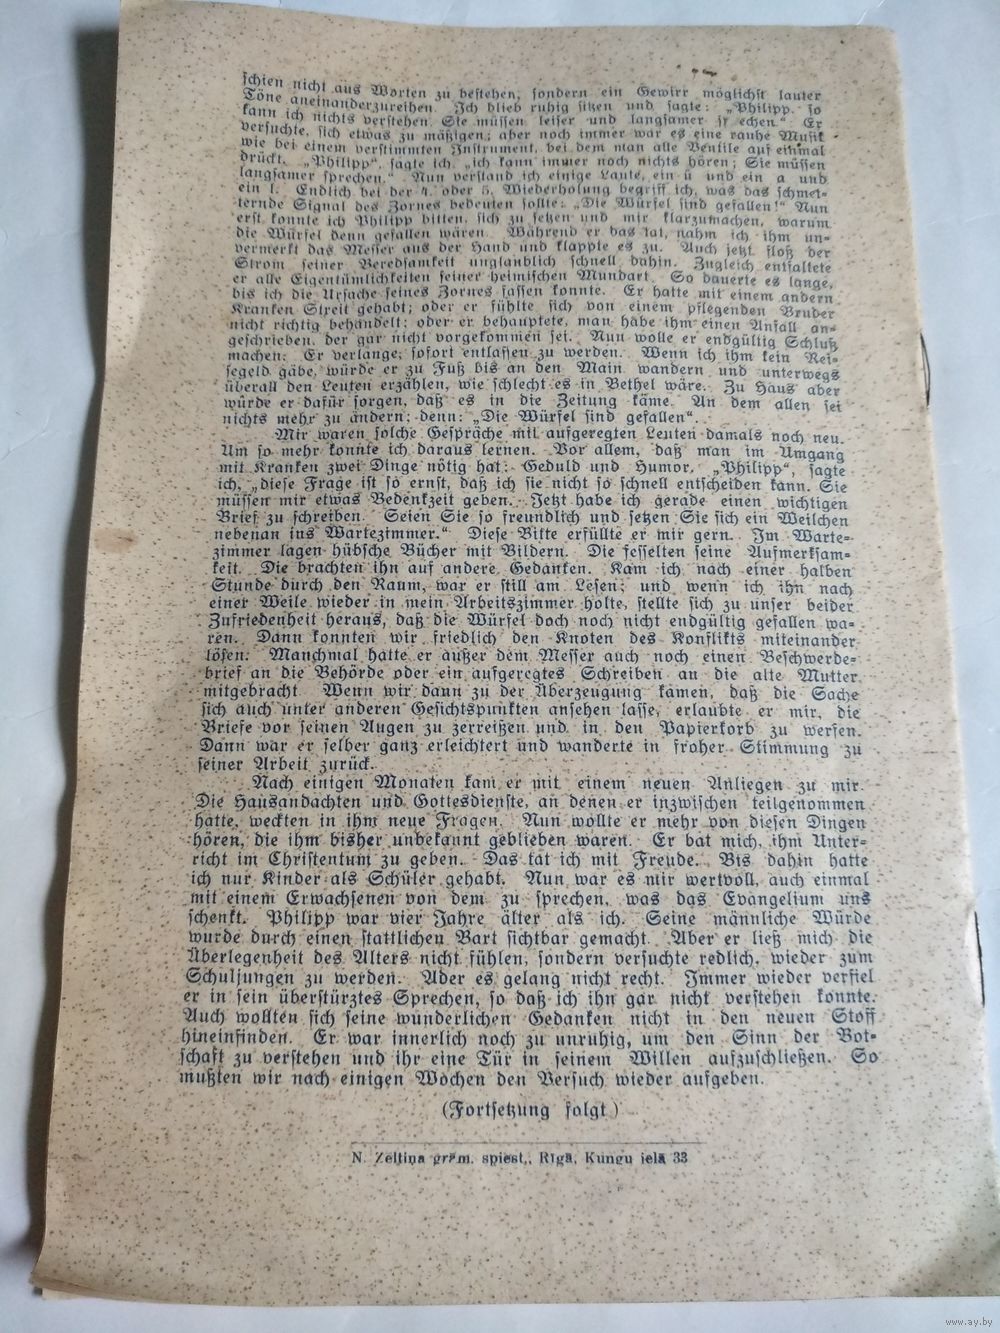 schien nicht aus Worten zu bestehen, sondern ein Gewirr möglichst lauter
Töne aneinanderzureihen. Ich blieb ruhig sitzen und sagte: „Philipp, so
kann ich nichts verstehen. Sie müssen leiser und langsamer sprechen.“ Er
versuchte, sich etwas zu mäßigen; aber noch immer war es eine rauhe Musik
wie bei einem verstimmten Instrument, bei dem man alle Ventile auf einmal
drückt. „Philipp“, sagte ich, „ich kann immer noch nichts hören; Sie müssen
langsamer sprechen.“ Nun verstand ich einige Laute, ein ü und ein a und
ein l. Endlich bei der 4. oder 5. Wiederholung begriff ich, was das schmet-
ternde Signal des Zornes bedeuten sollte: „Die Würfel sind gefallen!“ Nun
erst konnte ich Philipp bitten, sich zu setzen und mir klarzumachen, warum
die Würfel denn gefallen wären. Während er das tat, nahm ich ihm un-
vermerkt das Messer aus der Hand und klappte es zu. Auch jetzt floß der
Strom seiner Beredsamkeit unglaublich schnell dahin. Zugleich entfaltete
er alle Eigentümlichkeiten seiner heimischen Mundart. So dauerte es lange,
bis ich die Ursache seines Zornes fassen konnte. Er hatte mit einem andern
Kranken Streit gehabt; oder er fühlte sich von einem pflegenden Bruder
nicht richtig behandelt; oder er behauptete, man habe ihm einen Anfall an-
geschrieben, der gar nicht vorgekommen sei. Nun wolle er endgültig Schluß
machen. Er verlange, sofort entlassen zu werden. Wenn ich ihm kein Rei-
segeld gäbe, würde er zu Fuß bis an den Main wandern und unterwegs
überall den Leuten erzählen, wie schlecht es in Bethel wäre. Zu Haus aber
würde er dafür sorgen, daß es in die Zeitung käme. An dem allen sei
nichts mehr zu ändern; denn: „Die Würfel sind gefallen“.
Mir waren solche Gespräche mit aufgeregten Leuten damals noch neu.
Um so mehr konnte ich daraus lernen. Vor allem, daß man im Umgang
mit Kranken zwei Dinge nötig hat: Geduld und Humor. „Philipp“, sagte
ich, „diese Frage ist so ernst, daß ich sie nicht so schnell entscheiden kann. Sie
müssen mir etwas Bedenkzeit geben. Jetzt habe ich gerade einen wichtigen
Brief zu schreiben. Seien Sie so freundlich und setzen Sie sich ein Weilchen
nebenan ins Wartezimmer.“ Diese Bitte erfüllte er mir gern. Im Warte-
zimmer lagen hübsche Bücher mit Bildern. Die fesselten seine Aufmerksam-
keit. Die brachten ihn auf andere Gedanken. Kam ich nach einer halben
Stunde durch den Raum, war er still am Lesen; und wenn ich ihn nach
einer Weile wieder in mein Arbeitszimmer holte, stellte sich zu unser beider
Zufriedenheit heraus, daß die Würfel doch noch nicht endgültig gefallen wa-
ren. Dann konnten wir friedlich den Knoten des Konflikts miteinander
lösen. Manchmal hatte er außer dem Messer auch noch einen Beschwerde-
brief an die Behörde oder ein aufgeregtes Schreiben an die alte Mutter
mitgebracht. Wenn wir dann zu der Überzeugung kamen, daß die Sache
sich auch unter anderen Gesichtspunkten ansehen lasse, erlaubte er mir, die
Briefe vor seinen Augen zu zerreißen und in den Papierkorb zu werfen.
Dann war er selber ganz erleichtert und wanderte in froher Stimmung zu
seiner Arbeit zurück.
Nach einigen Monaten kam er mit einem neuen Anliegen zu mir.
Die Hausandachten und Gottesdienste, an denen er inzwischen teilgenommen
hatte, weckten in ihm neue Fragen. Nun wollte er mehr von diesen Dingen
hören, die ihm bisher unbekannt geblieben waren. Er bat mich, ihm Unter-
richt im Christentum zu geben. Das tat ich mit Freude. Bis dahin hatte
ich nur Kinder als Schüler gehabt. Nun war es mir wertvoll, auch einmal
mit einem Erwachsenen von dem zu sprechen, was das Evangelium uns
schenkt. Philipp war vier Jahre älter als ich. Seine männliche Würde
wurde durch einen stattlichen Bart sichtbar gemacht. Aber er ließ mich die
Überlegenheit des Alters nicht fühlen, sondern versuchte redlich, wieder zum
Schuljungen zu werden. Aber es gelang nicht recht. Immer wieder verfiel
er in sein überstürztes Sprechen, so daß ich ihn gar nicht verstehen konnte.
Auch wollten sich seine wunderlichen Gedanken nicht in den neuen Stoff
hineinfinden. Er war innerlich noch zu unruhig, um den Sinn der Bot-
schaft zu verstehen und ihr eine Tür in seinem Willen aufzuschließen. So
mußten wir nach einigen Wochen den Versuch wieder aufgeben.
(Fortsetzung folgt)
N. Zeltiņa grām. spiest., Rīgā, Kungu ielā 33
www.ay.by